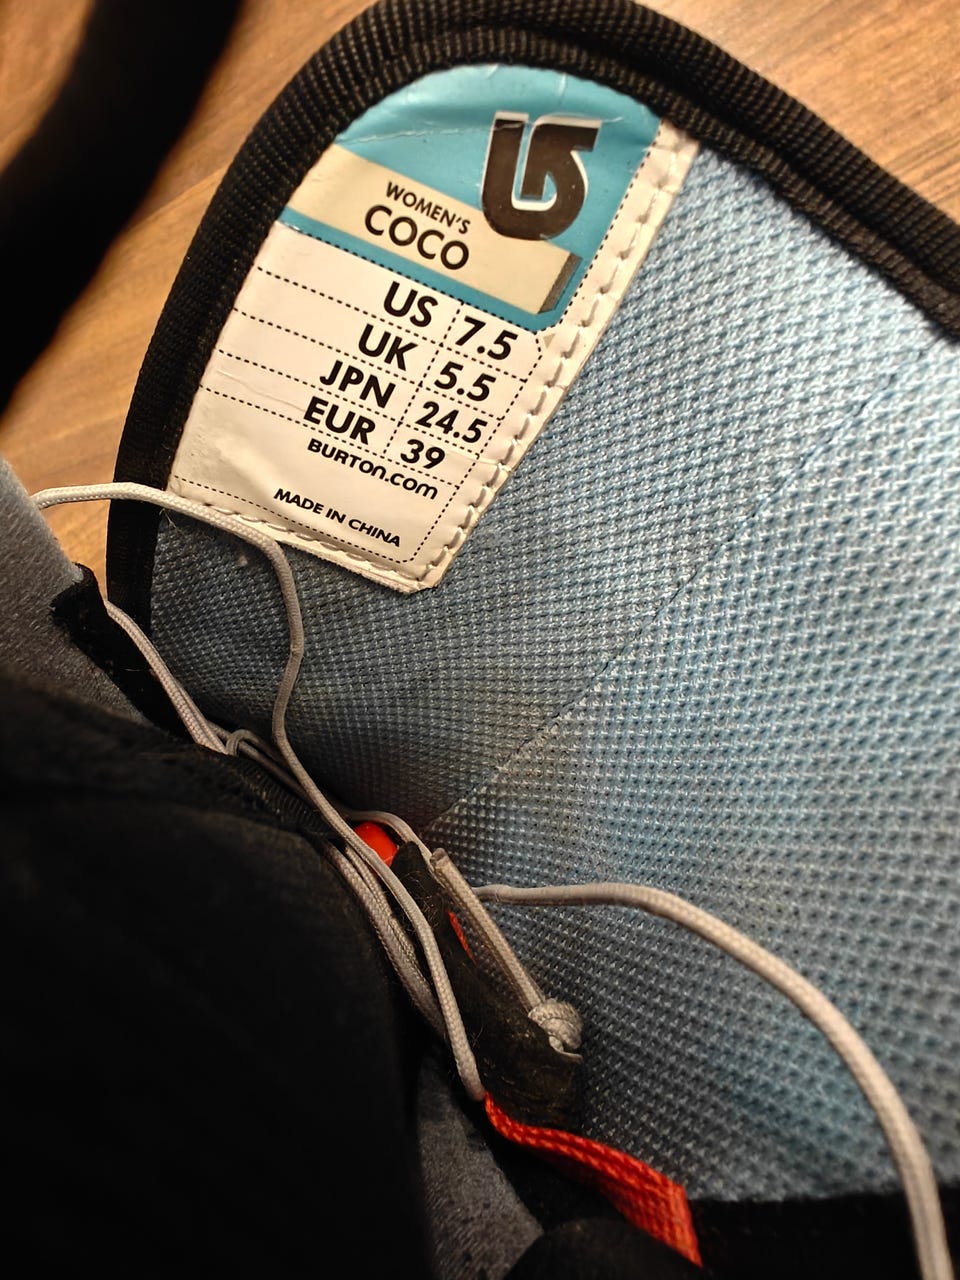 WOMEN'S
COCO
US 7.5
UK 5.5
JPN 24.5
EUR 39
BURTON.com
MADE IN CHINA